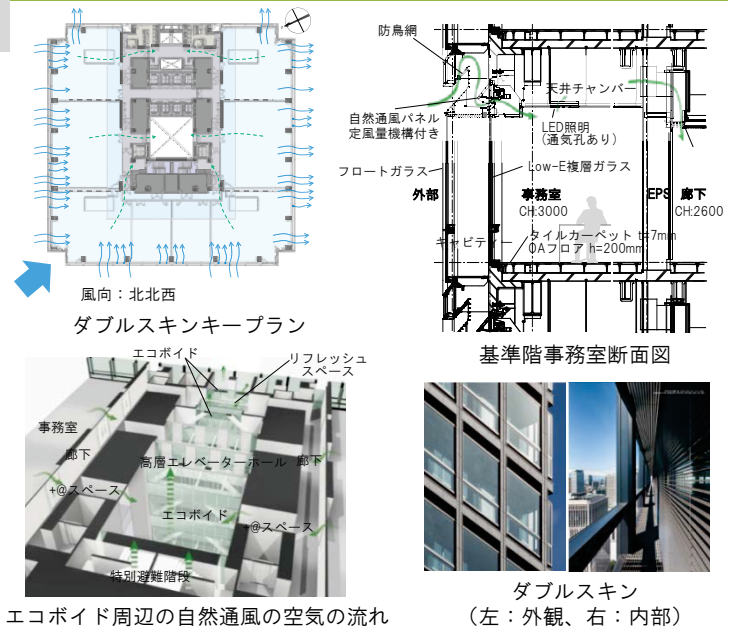 風向：北北西
ダブルスキンキープラン
防鳥網
自然通風パネル
定風量機構付き
天井チャンバー
LED照明
（通気孔あり）
フロートガラス
Low-E複層ガラス
外部
事務室
CH:3000
EPS
廊下
CH:2600
キャビティー
タイルカーペット t=7mm
OAフロア h=200mm
基準階事務室断面図
エコボイド
リフレッシュ
スペース
事務室
廊下
高層エレベーターホール
廊下
+@スペース
エコボイド
+@スペース
特別避難階段
エコボイド周辺の自然通風の空気の流れ
ダブルスキン
（左：外観、右：内部）